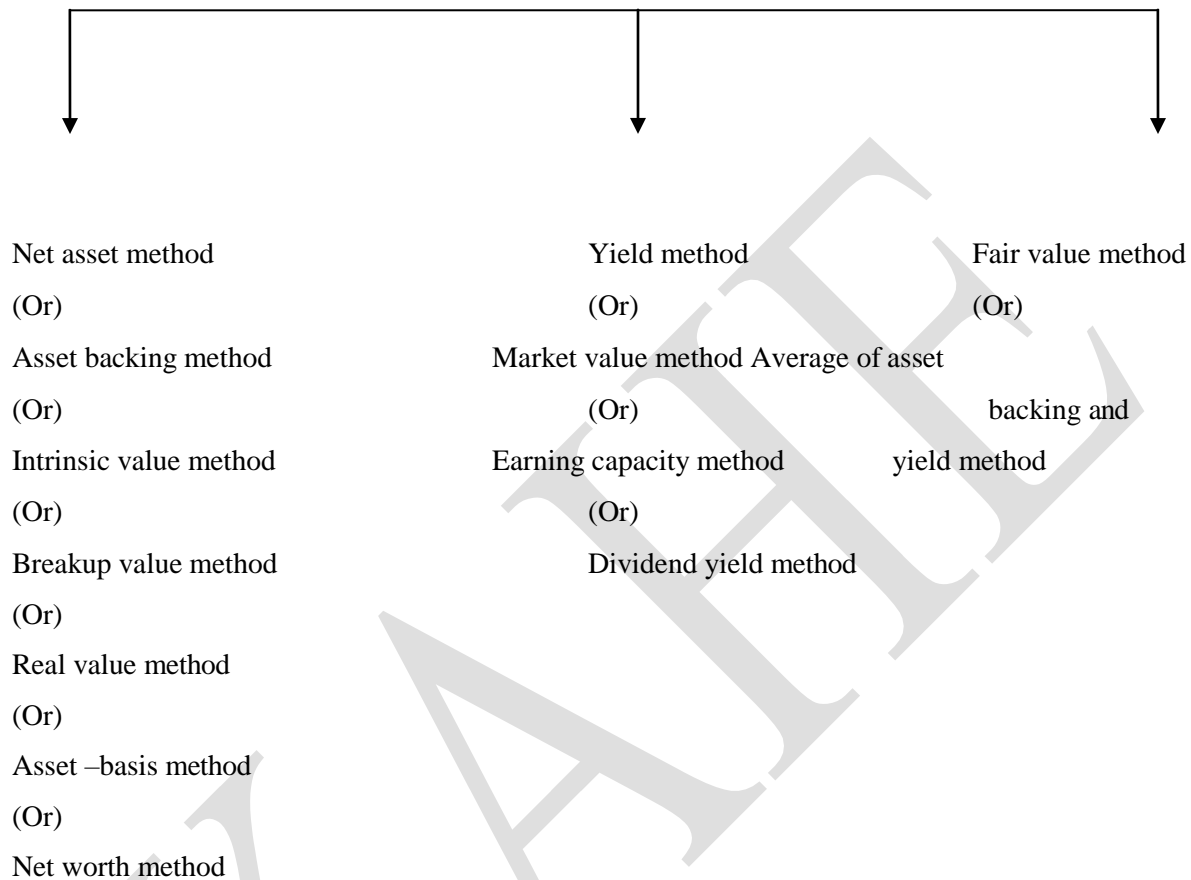 Net asset method Yield method Fair value method
(Or) (Or) (Or)
Asset backing method Market value method Average of asset
(Or) (Or) backing and
Intrinsic value method Earning capacity method yield method
(Or) (Or)
Breakup value method Dividend yield method
(Or)
Real value method
(Or)
Asset –basis method
(Or)
Net worth method
KAHE